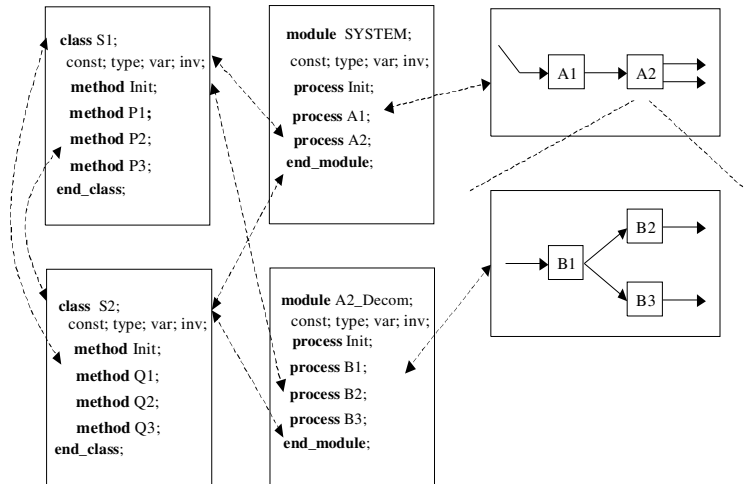 class S1;
const; type; var; inv;
method Init;
method P1;
method P2;
method P3;
end_class;
module SYSTEM;
const; type; var; inv;
process Init;
process A1;
process A2;
end_module;
A1
A2
class S2;
const; type; var; inv;
method Init;
method Q1;
method Q2;
method Q3;
end_class;
module A2_Decom;
const; type; var; inv;
process Init;
process B1;
process B2;
process B3;
end_module;
B2
B1
B3